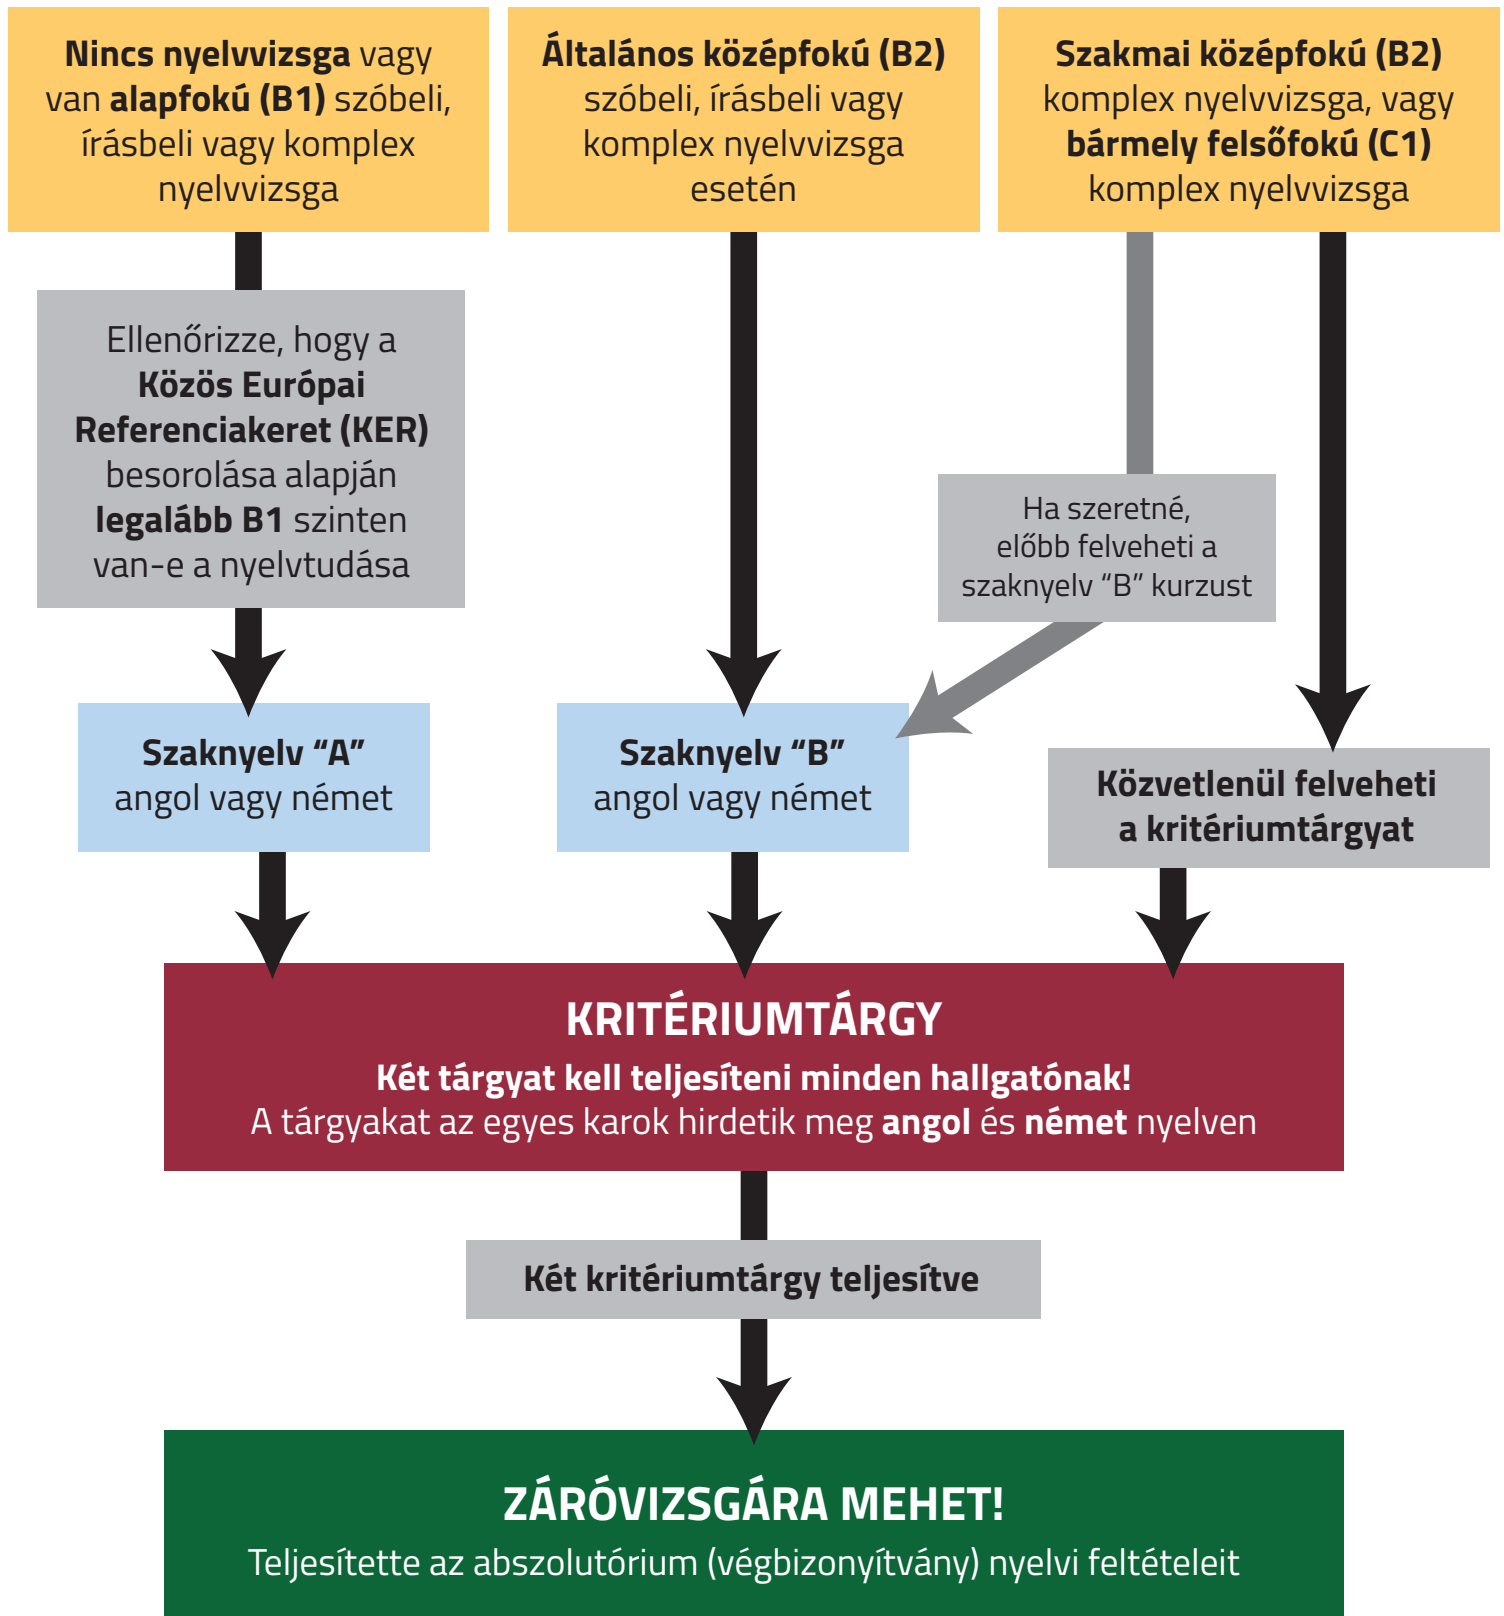 Nincs nyelvvizsga vagy
van alapfokú (B1) szóbeli,
írásbeli vagy komplex
nyelvvizsga
Általános középfokú (B2)
szóbeli, írásbeli vagy
komplex nyelvvizsga
esetén
Szakmai középfokú (B2)
komplex nyelvvizsga, vagy
bármely felsőfokú (C1)
komplex nyelvvizsga
Ellenőrizze, hogy a
Közös Európai
Referenciakeret (KER)
besorolása alapján
legalább B1 szinten
van-e a nyelvtudása
Ha szeretné,
előbb felveheti a
szaknyelv “B” kurzust
Szaknyelv “A”
angol vagy német
Szaknyelv “B”
angol vagy német
Közvetlenül felveheti
a kritériumtárgyat
KRITÉRIUMTÁRGY
Két tárgyat kell teljesíteni minden hallgatónak!
A tárgyakat az egyes karok hirdetik meg angol és német nyelven
Két kritériumtárgy teljesítve
ZÁRÓVIZSGÁRA MEHET!
Teljesítette az abszolutórium (végbizonyítvány) nyelvi feltételeit